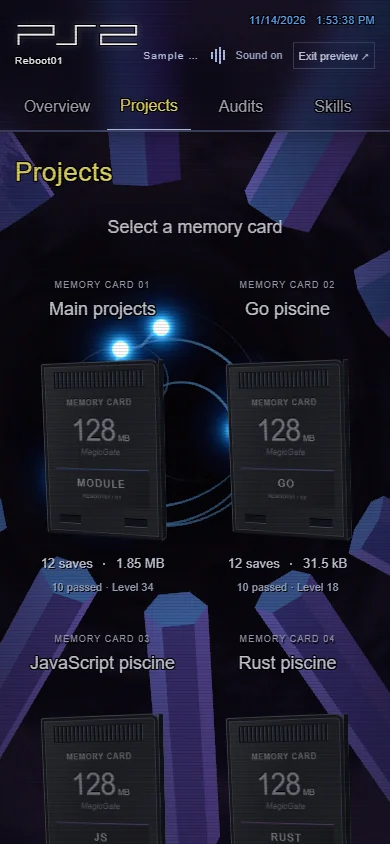 11/14/2026 1:53:38 PM
PS2
Reboot01
Sample ...
Sound on
Exit preview ↗
Overview Projects Audits Skills
Projects
Select a memory card
MEMORY CARD 01
Main projects
MEMORY CARD
128 MB
MagicGate
MODULE
12 saves · 1.85 MB
10 passed · Level 34
MEMORY CARD 02
Go piscine
MEMORY CARD
128 MB
MagicGate
GO
12 saves · 31.5 kB
10 passed · Level 18
MEMORY CARD 03
JavaScript piscine
MEMORY CARD
128 MB
MagicGate
JS
MEMORY CARD 04
Rust piscine
MEMORY CARD
128 MB
MagicGate
RUST